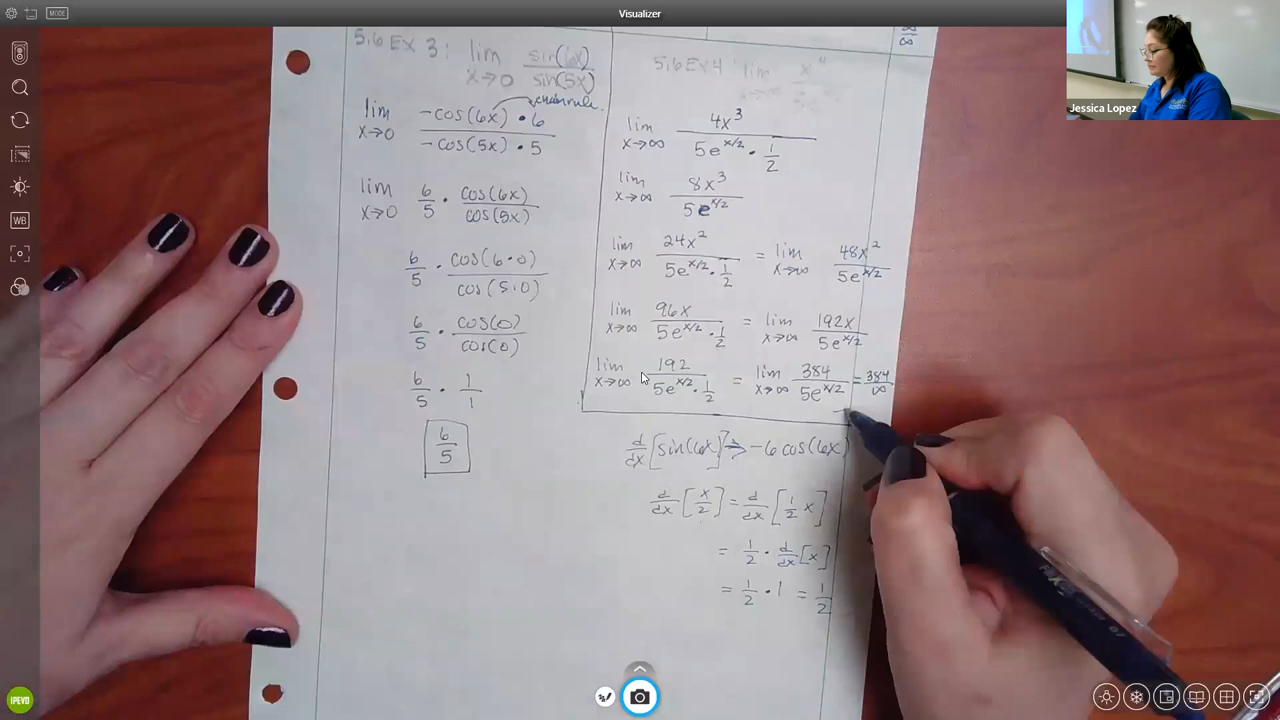 MODE
Visualizer
Jessica Lopez
∞/∞
5.6 EX 3: lim x→0 sin(6x)/sin(5x)
chain rule
lim x→0 -cos(6x) • 6 / -cos(5x) • 5
lim x→0 6/5 • cos(6x)/cos(5x)
6/5 • cos(6•0)/cos(5•0)
6/5 • cos(0)/cos(0)
6/5 • 1/1
6/5
5.6 EX 4 lim x→∞ x⁴
lim x→∞ 4x³ / 5e^(x/2) • 1/2
lim x→∞ 8x³ / 5e^(x/2)
lim x→∞ 24x² / 5e^(x/2) • 1/2 = lim x→∞ 48x² / 5e^(x/2)
lim x→∞ 96x / 5e^(x/2) • 1/2 = lim x→∞ 192x / 5e^(x/2)
lim x→∞ 192 / 5e^(x/2) • 1/2 = lim x→∞ 384 / 5e^(x/2) = 384/∞
d/dx [sin(6x)] ⇒ -6 cos(6x)
d/dx [x/2] = d/dx [1/2 x]
= 1/2 • d/dx [x]
= 1/2 • 1 = 1/2
WB
IPEVO